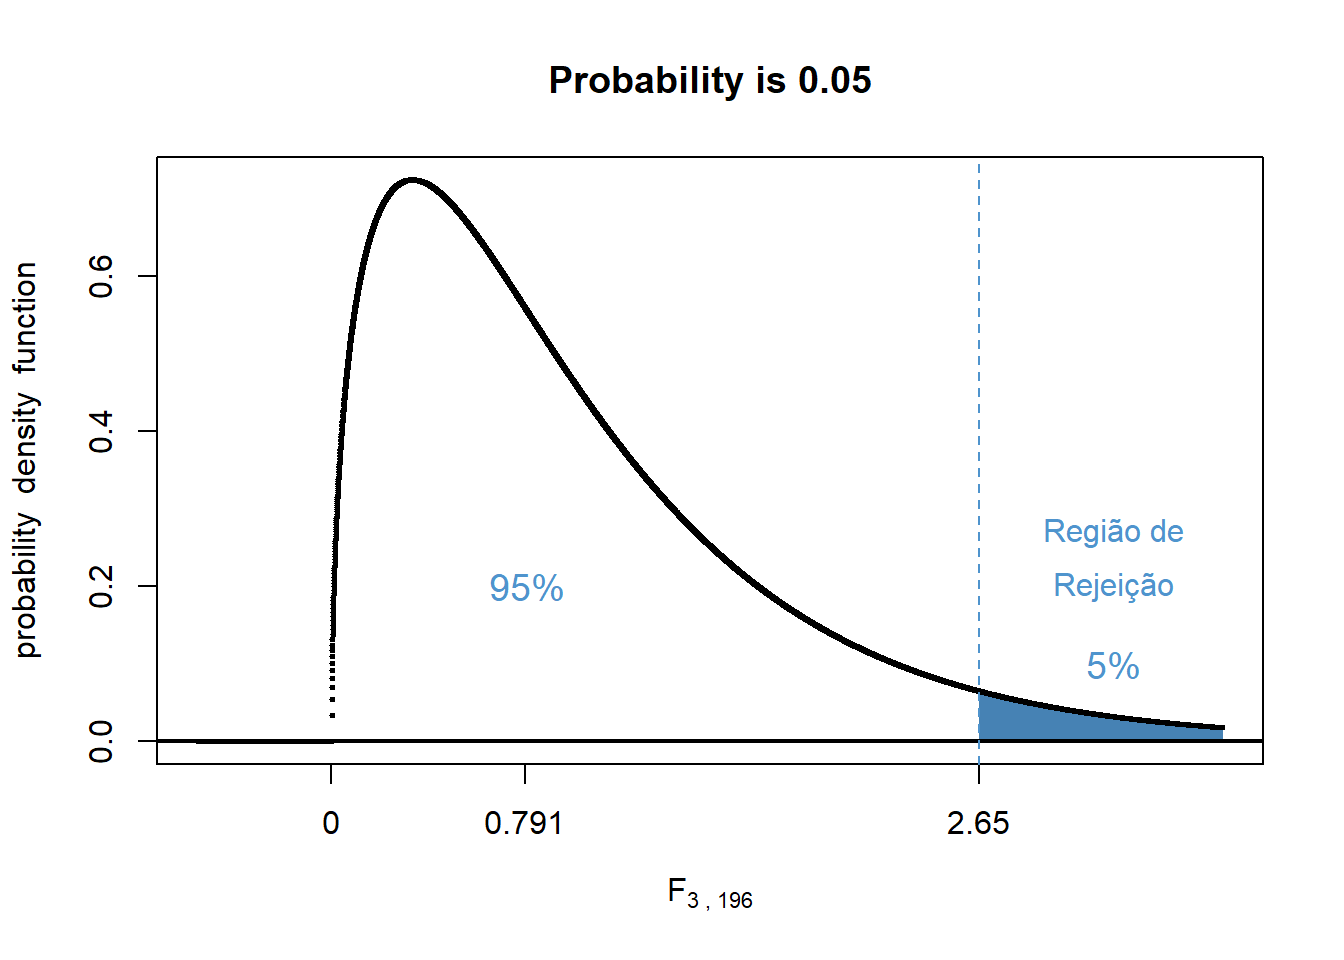 Probability is 0.05
probability density function
0.6
0.4
0.2
0.0
Região de
Rejeição
95%
5%
0
0.791
2.65
F3 , 196